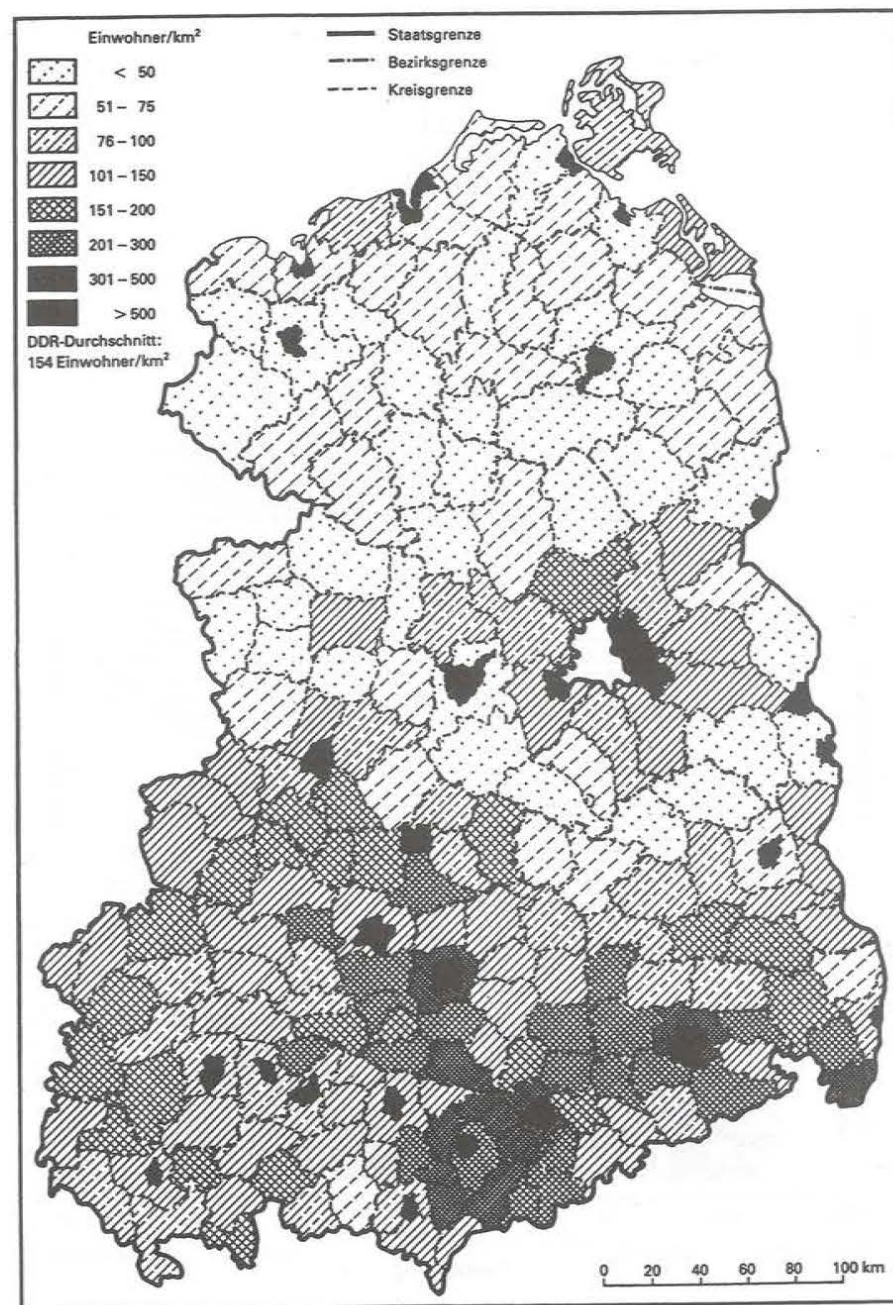 Einwohner/km²
< 50
51 – 75
76 – 100
101 – 150
151 – 200
201 – 300
301 – 500
> 500
DDR-Durchschnitt:
154 Einwohner/km²
Staatsgrenze
Bezirksgrenze
Kreisgrenze
0 20 40 60 80 100 km